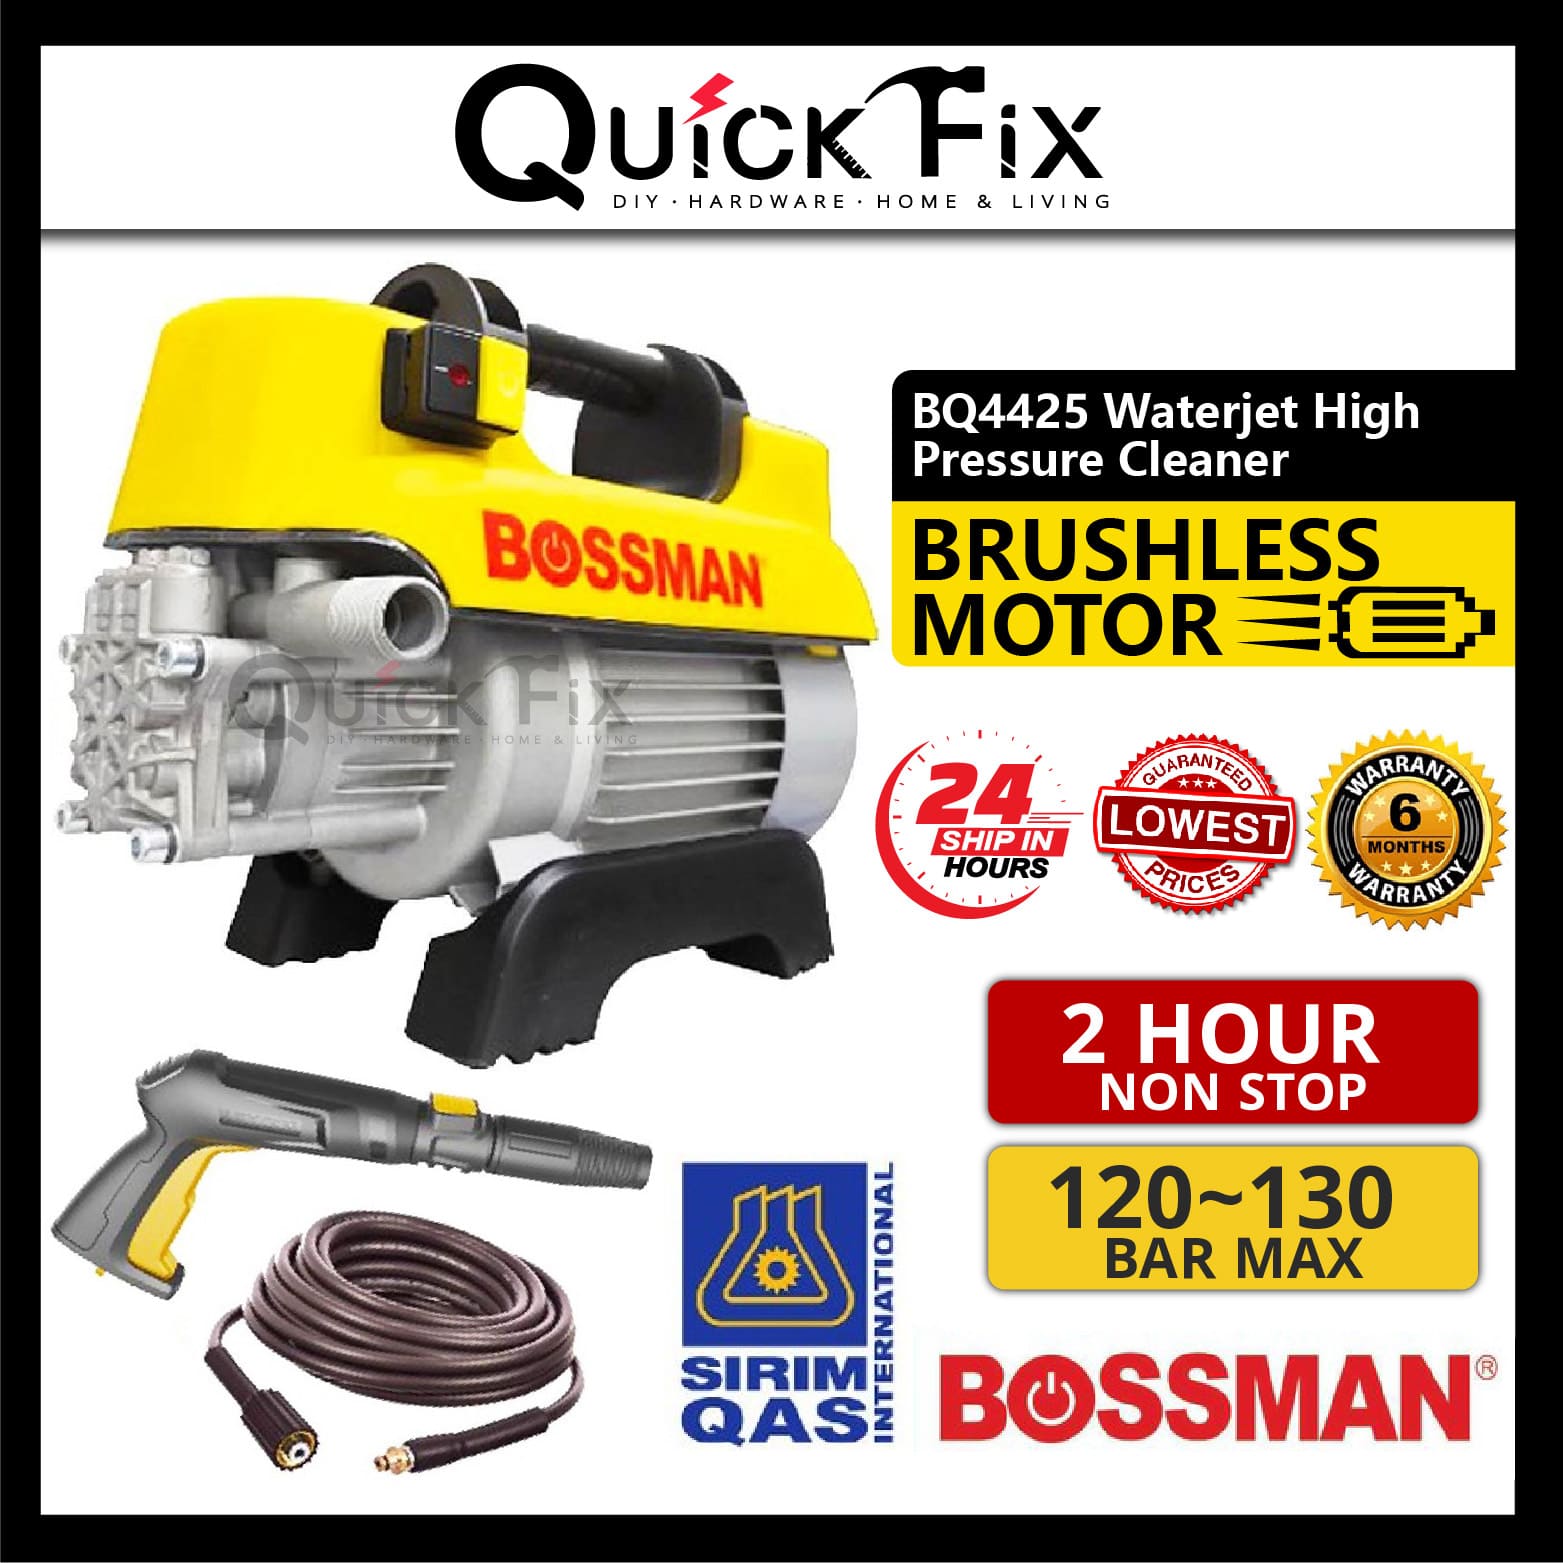 QUICK FIX
DIY · HARDWARE · HOME & LIVING
BQ4425 Waterjet High
Pressure Cleaner
BRUSHLESS
MOTOR
BOSSMAN
QUICK FIX
DIY · HARDWARE · HOME & LIVING
24
SHIP IN
HOURS
GUARANTEED
LOWEST
PRICES
WARRANTY
6
MONTHS
WARRANTY
2 HOUR
NON STOP
120~130
BAR MAX
SIRIM
QAS
INTERNATIONAL
BOSSMAN®